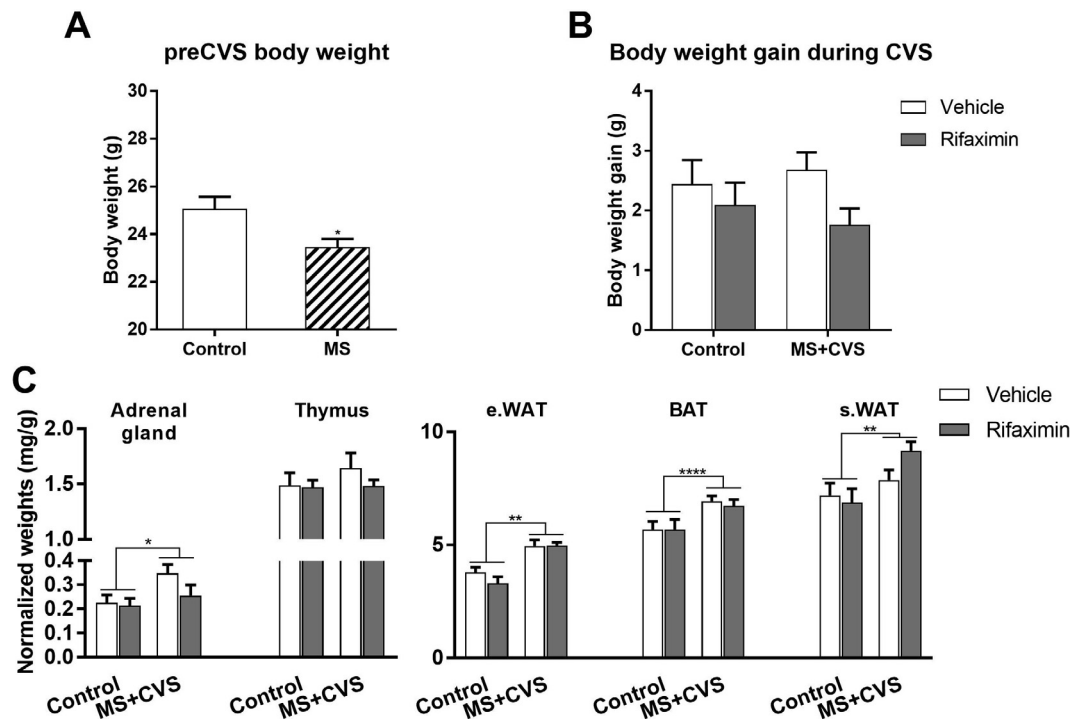 A
preCVS body weight
Body weight (g)
30
28
26
24
22
20
*
Control
MS
B
Body weight gain during CVS
Body weight gain (g)
4
3
2
1
0
Control
MS+CVS
Vehicle
Rifaximin
C
Normalized weights (mg/g)
2.0
1.5
1.0
0.4
0.3
0.2
0.1
0.0
Adrenal
gland
*
Thymus
Control
MS+CVS
Control
MS+CVS
10
5
0
e.WAT
**
BAT
****
s.WAT
**
Control
MS+CVS
Control
MS+CVS
Control
MS+CVS
Vehicle
Rifaximin